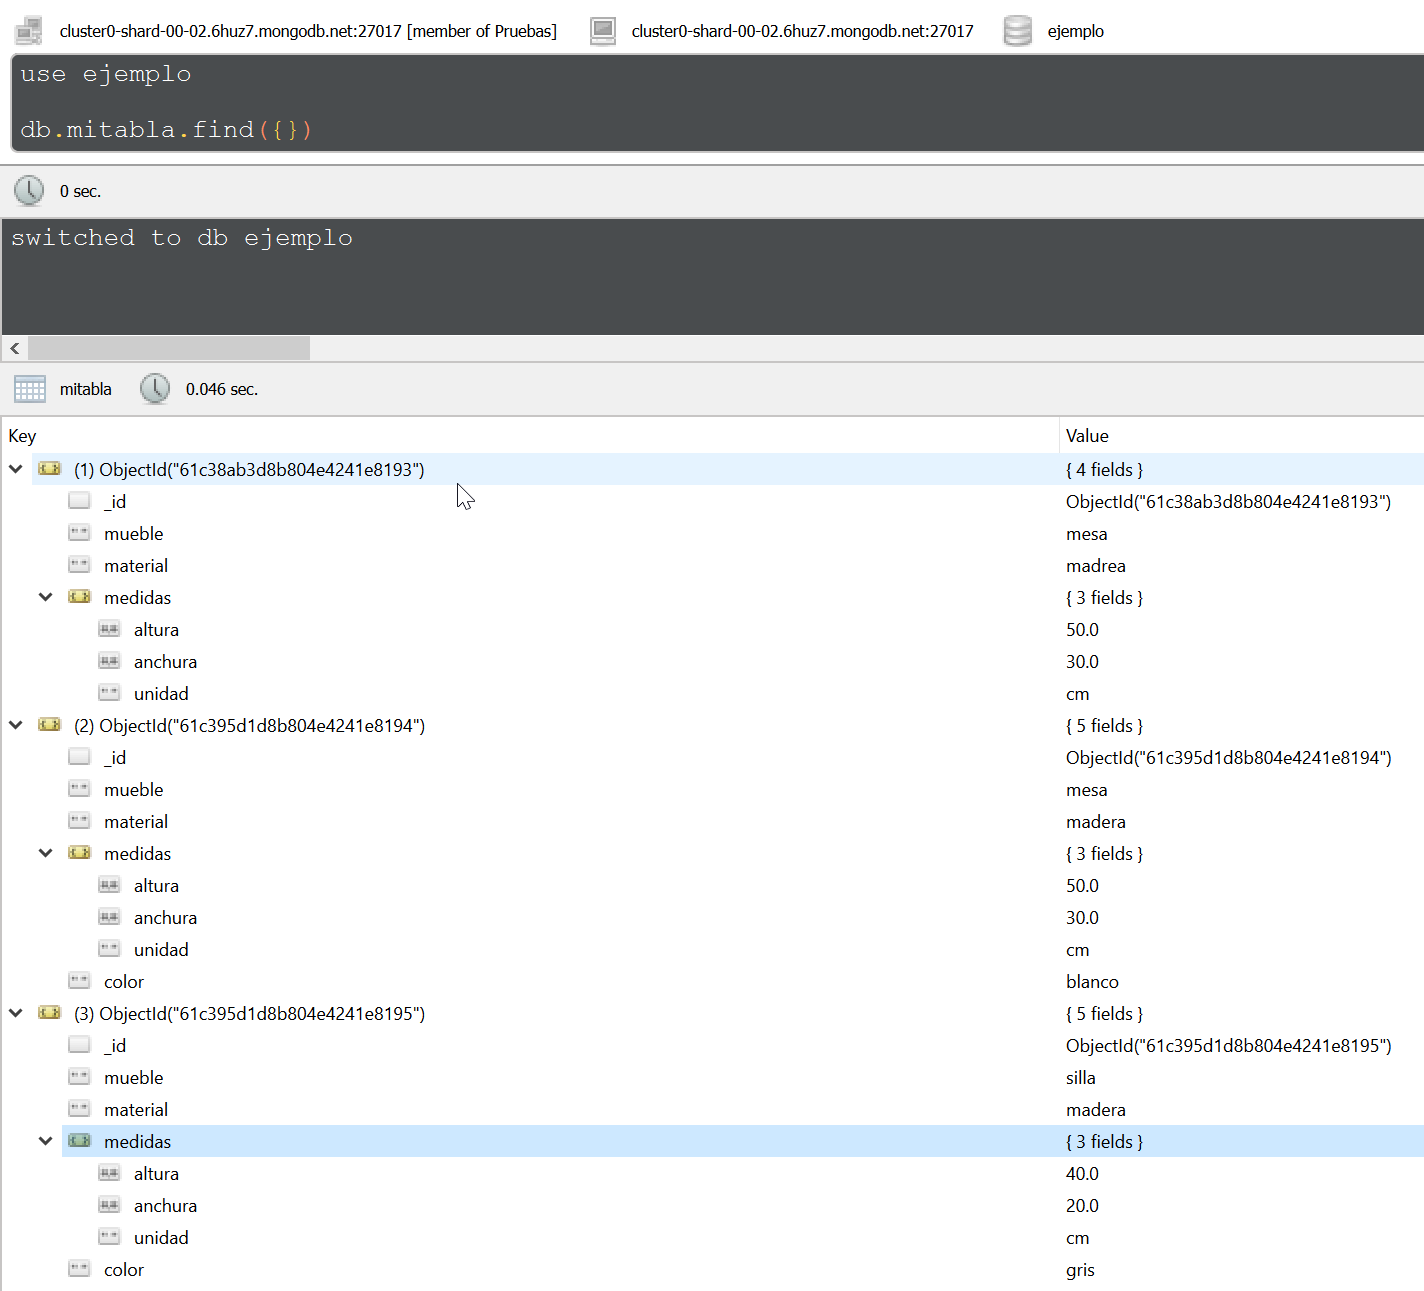 cluster0-shard-00-02.6huz7.mongodb.net:27017 [member of Pruebas] cluster0-shard-00-02.6huz7.mongodb.net:27017 ejemplo
use ejemplo
db.mitabla.find({})
0 sec.
switched to db ejemplo
mitabla 0.046 sec.
Key Value
(1) ObjectId("61c38ab3d8b804e4241e8193") { 4 fields }
_id ObjectId("61c38ab3d8b804e4241e8193")
mueble mesa
material madrea
medidas { 3 fields }
altura 50.0
anchura 30.0
unidad cm
(2) ObjectId("61c395d1d8b804e4241e8194") { 5 fields }
_id ObjectId("61c395d1d8b804e4241e8194")
mueble mesa
material madera
medidas { 3 fields }
altura 50.0
anchura 30.0
unidad cm
color blanco
(3) ObjectId("61c395d1d8b804e4241e8195") { 5 fields }
_id ObjectId("61c395d1d8b804e4241e8195")
mueble silla
material madera
medidas { 3 fields }
altura 40.0
anchura 20.0
unidad cm
color gris